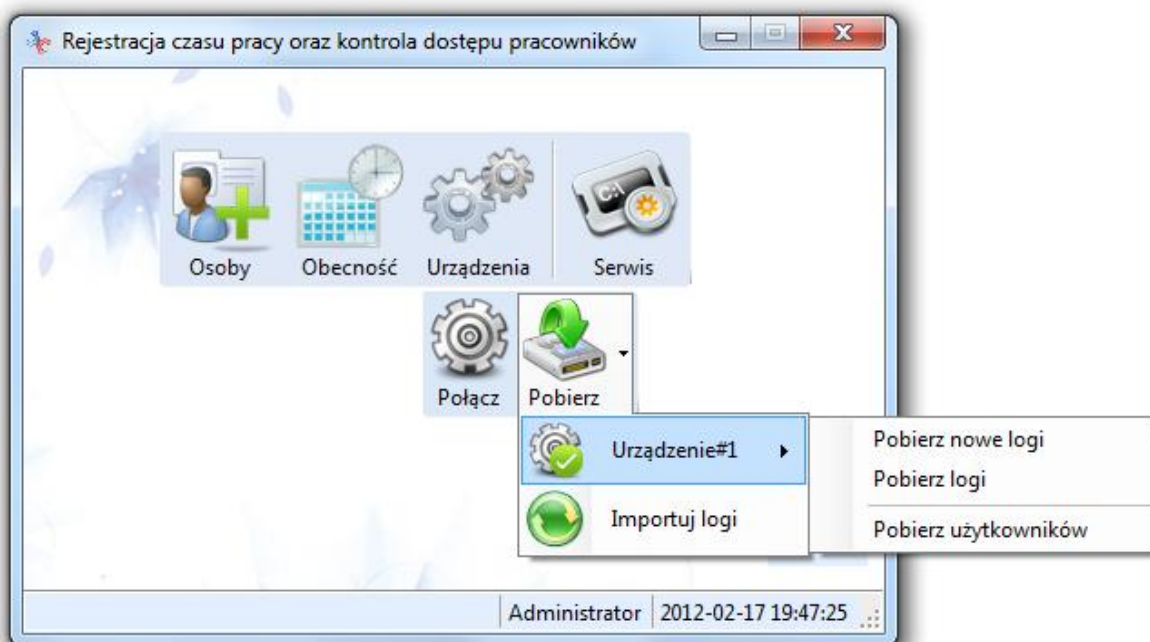 Rejestracja czasu pracy oraz kontrola dostępu pracowników
C:\
Osoby Obecność Urządzenia Serwis
Połącz Pobierz
Urządzenie#1
Importuj logi
Pobierz nowe logi
Pobierz logi
Pobierz użytkowników
Administrator 2012-02-17 19:47:25